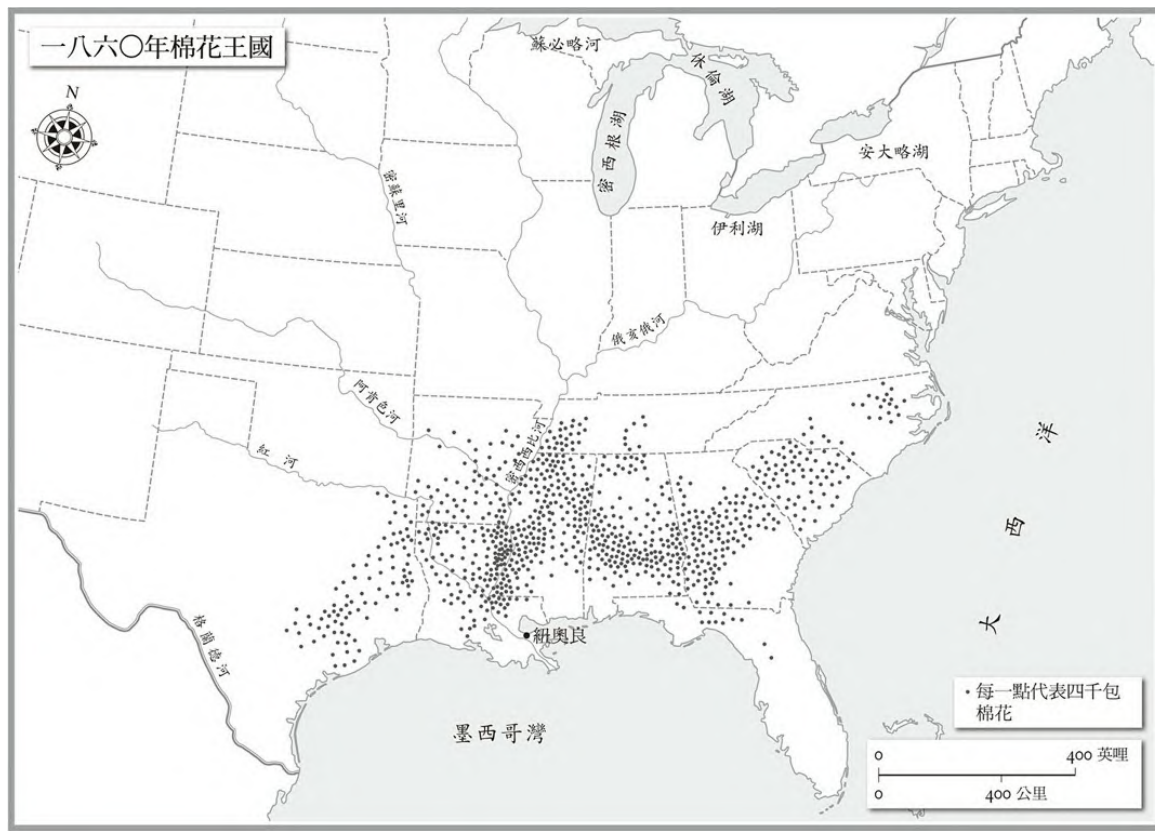 一八六〇年棉花王國
N
蘇必略河
休倫湖
密西根湖
安大略湖
伊利湖
密蘇里河
俄亥俄河
阿肯色河
密西西比河
紅河
大西洋
紐奧良
格蘭德河
墨西哥灣
•每一點代表四千包
棉花
0 400 英哩
0 400 公里